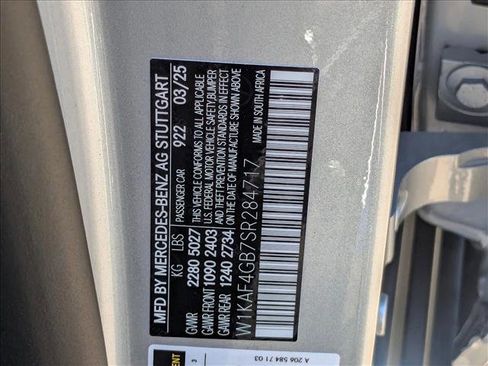 MFD BY MERCEDES-BENZ AG STUTTGART
922 03/25
PASSENGER CAR
KG LBS
GVWR 2280 5027
GAWR FRONT 1090 2403
GAWR REAR 1240 2734
THIS VEHICLE CONFORMS TO ALL APPLICABLE
U.S. FEDERAL MOTOR VEHICLE SAFETY, BUMPER
AND THEFT PREVENTION STANDARDS IN EFFECT
ON THE DATE OF MANUFACTURE SHOWN ABOVE
MADE IN SOUTH AFRICA
W1KAF4GB7SR284717
A 206 584 71 03